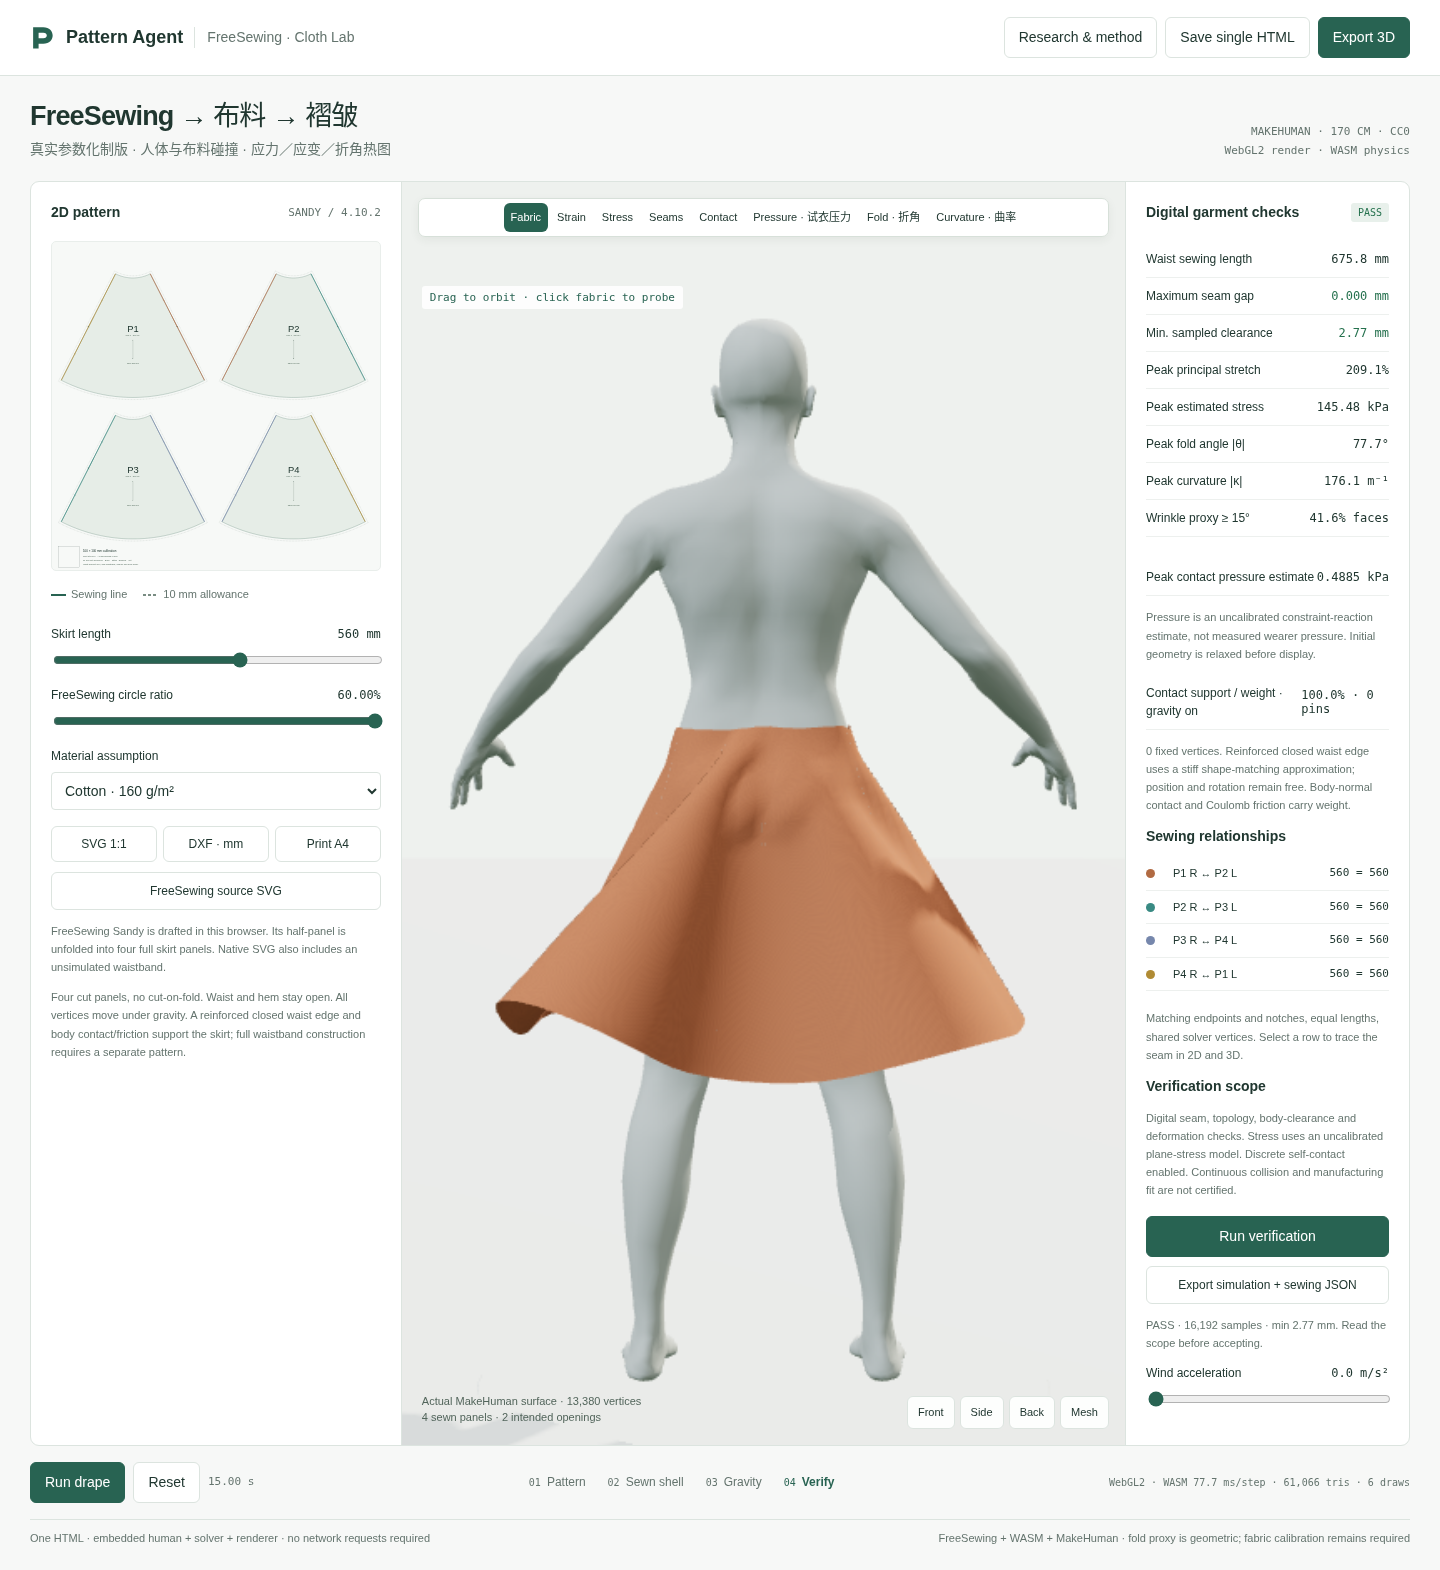 Pattern Agent
FreeSewing · Cloth Lab
Research & method
Save single HTML
Export 3D
FreeSewing → 布料 → 褶皱
真实参数化制版 · 人体与布料碰撞 · 应力／应变／折角热图
MAKEHUMAN · 170 CM · CC0
WebGL2 render · WASM physics
2D pattern
SANDY / 4.10.2
P1
P2
P3
P4
Sewing line
10 mm allowance
Skirt length
560 mm
FreeSewing circle ratio
60.00%
Material assumption
Cotton · 160 g/m²
SVG 1:1
DXF · mm
Print A4
FreeSewing source SVG
FreeSewing Sandy is drafted in this browser. Its half-panel is
unfolded into four full skirt panels. Native SVG also includes an
unsimulated waistband.
Four cut panels, no cut-on-fold. Waist and hem stay open. All
vertices move under gravity. A reinforced closed waist edge and
body contact/friction support the skirt; full waistband construction
requires a separate pattern.
Fabric
Strain
Stress
Seams
Contact
Pressure · 试衣压力
Fold · 折角
Curvature · 曲率
Drag to orbit · click fabric to probe
Actual MakeHuman surface · 13,380 vertices
4 sewn panels · 2 intended openings
Front
Side
Back
Mesh
Digital garment checks
PASS
Waist sewing length
675.8 mm
Maximum seam gap
0.000 mm
Min. sampled clearance
2.77 mm
Peak principal stretch
209.1%
Peak estimated stress
145.48 kPa
Peak fold angle |θ|
77.7°
Peak curvature |κ|
176.1 m⁻¹
Wrinkle proxy ≥ 15°
41.6% faces
Peak contact pressure estimate
0.4885 kPa
Pressure is an uncalibrated constraint-reaction
estimate, not measured wearer pressure. Initial
geometry is relaxed before display.
Contact support / weight ·
gravity on
100.0% · 0
pins
0 fixed vertices. Reinforced closed waist edge
uses a stiff shape-matching approximation;
position and rotation remain free. Body-normal
contact and Coulomb friction carry weight.
Sewing relationships
P1 R ↔ P2 L
560 = 560
P2 R ↔ P3 L
560 = 560
P3 R ↔ P4 L
560 = 560
P4 R ↔ P1 L
560 = 560
Matching endpoints and notches, equal lengths,
shared solver vertices. Select a row to trace the
seam in 2D and 3D.
Verification scope
Digital seam, topology, body-clearance and
deformation checks. Stress uses an uncalibrated
plane-stress model. Discrete self-contact
enabled. Continuous collision and manufacturing
fit are not certified.
Run verification
Export simulation + sewing JSON
PASS · 16,192 samples · min 2.77 mm. Read the
scope before accepting.
Wind acceleration
0.0 m/s²
Run drape
Reset
15.00 s
01 Pattern
02 Sewn shell
03 Gravity
04 Verify
WebGL2 · WASM 77.7 ms/step · 61,066 tris · 6 draws
One HTML · embedded human + solver + renderer · no network requests required
FreeSewing + WASM + MakeHuman · fold proxy is geometric; fabric calibration remains required